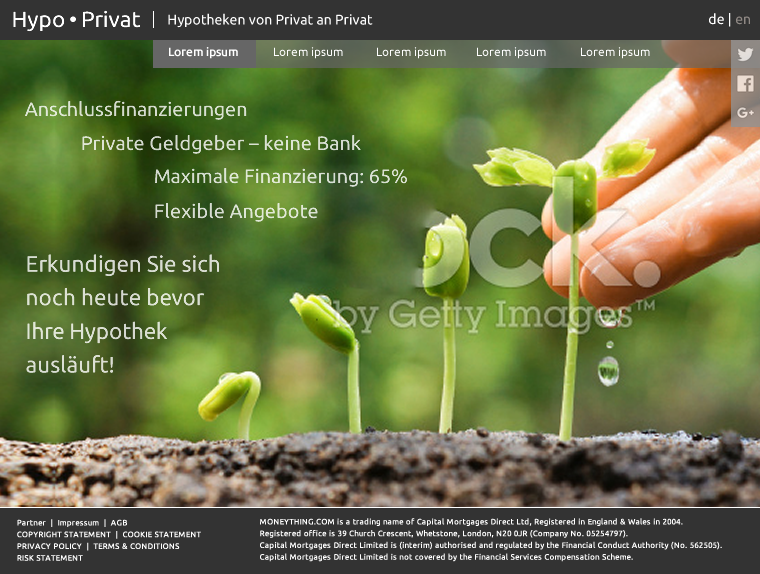 Hypo • Privat | Hypotheken von Privat an Privat
de | en
Lorem ipsum Lorem ipsum Lorem ipsum Lorem ipsum Lorem ipsum
G+
Anschlussfinanzierungen
Private Geldgeber – keine Bank
Maximale Finanzierung: 65%
Flexible Angebote
Erkundigen Sie sich
noch heute bevor
Ihre Hypothek
ausläuft!
ock.
by Getty Images™
Partner | Impressum | AGB
COPYRIGHT STATEMENT | COOKIE STATEMENT
PRIVACY POLICY | TERMS & CONDITIONS
RISK STATEMENT
MONEYTHING.COM is a trading name of Capital Mortgages Direct Ltd, Registered in England & Wales in 2004.
Registered office is 39 Church Crescent, Whetstone, London, N20 0JR (Company No. 05254797).
Capital Mortgages Direct Limited is (interim) authorised and regulated by the Financial Conduct Authority (No. 562505).
Capital Mortgages Direct Limited is not covered by the Financial Services Compensation Scheme.